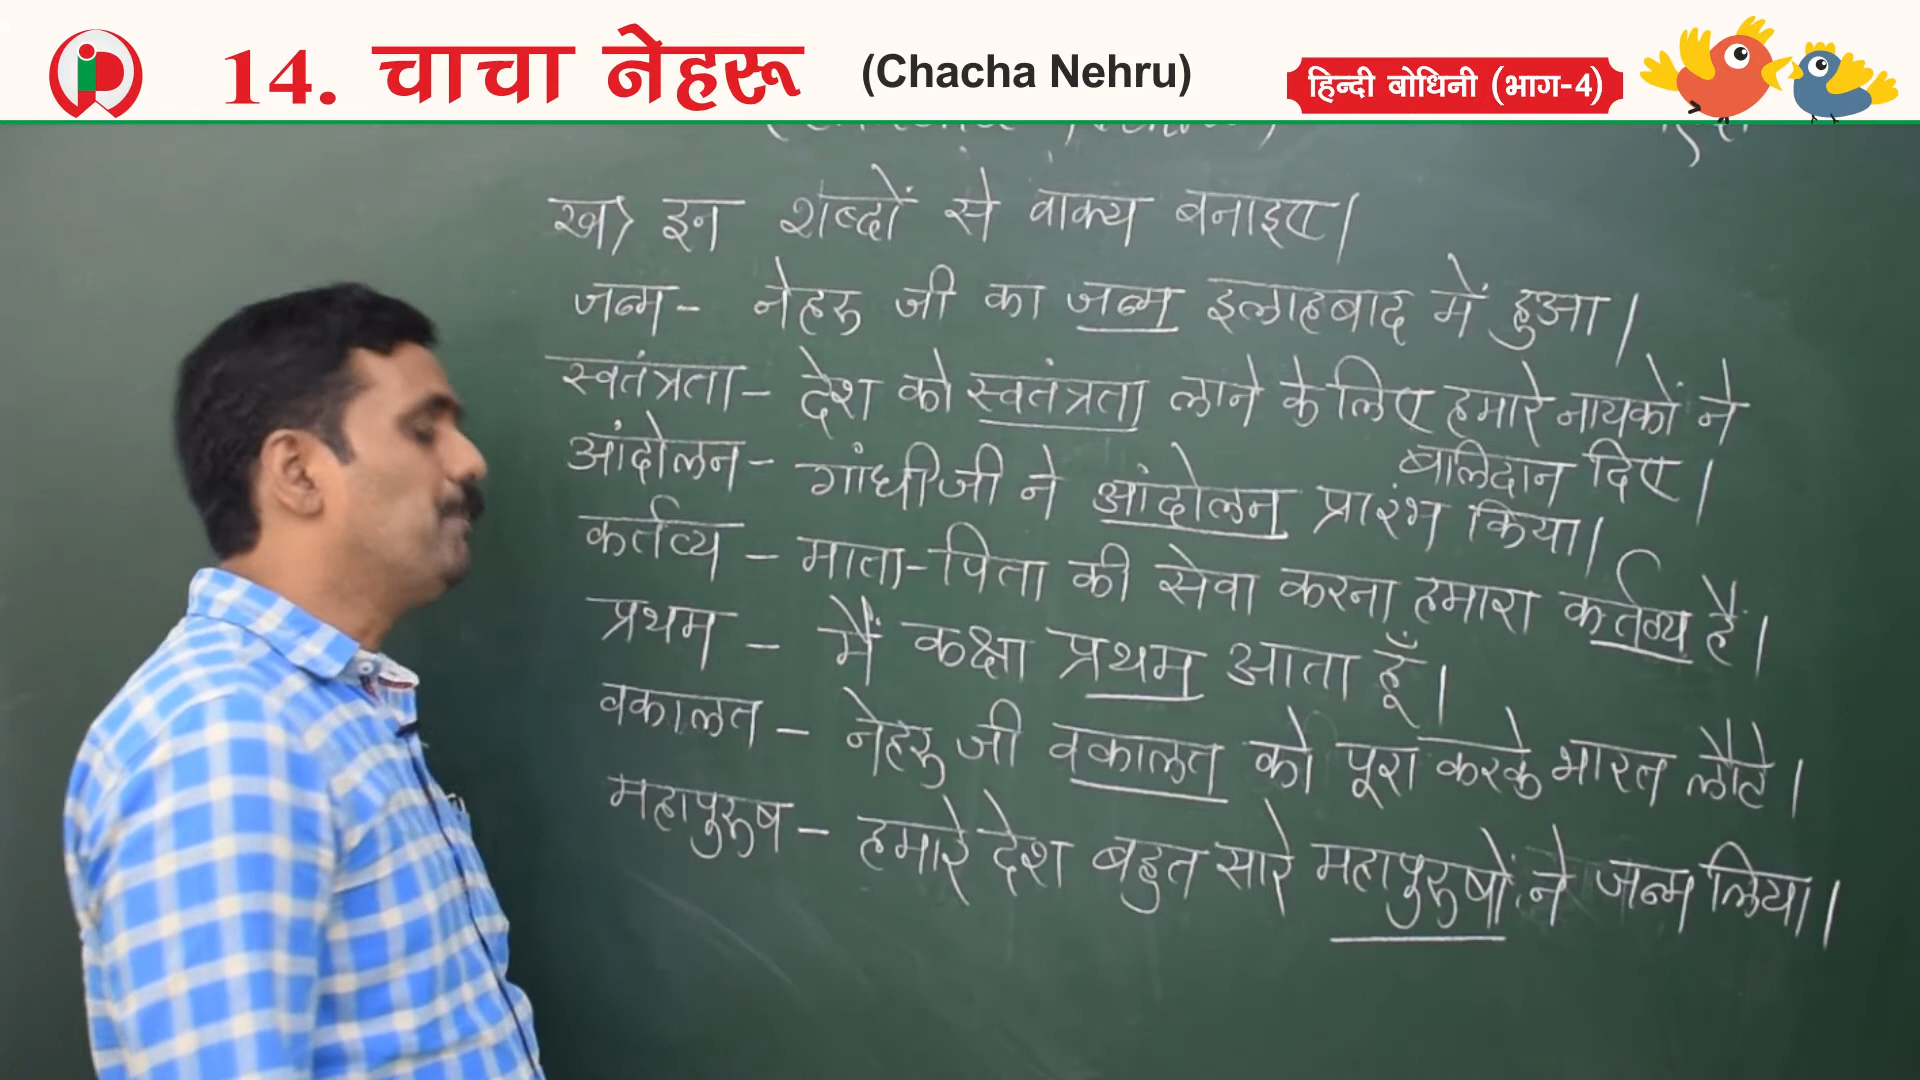 14. चाचा नेहरू (Chacha Nehru)
हिन्दी बोधिनी (भाग-4)
ख) इन शब्दों से वाक्य बनाइए।
जन्म - नेहरु जी का जन्म इलाहबाद में हुआ।
स्वतंत्रता - देश को स्वतंत्रता लाने के लिए हमारे नायकों ने
बालिदान दिए।
आंदोलन - गांधीजी ने आंदोलन प्रारंभ किया।
कर्तव्य - माता-पिता की सेवा करना हमारा कर्तव्य है।
प्रथम - मैं कक्षा प्रथम आता हूँ।
वकालत - नेहरु जी वकालत को पूरा करके भारत लौटे।
महापुरुष - हमारे देश बहुत सारे महापुरुषों ने जन्म लिया।